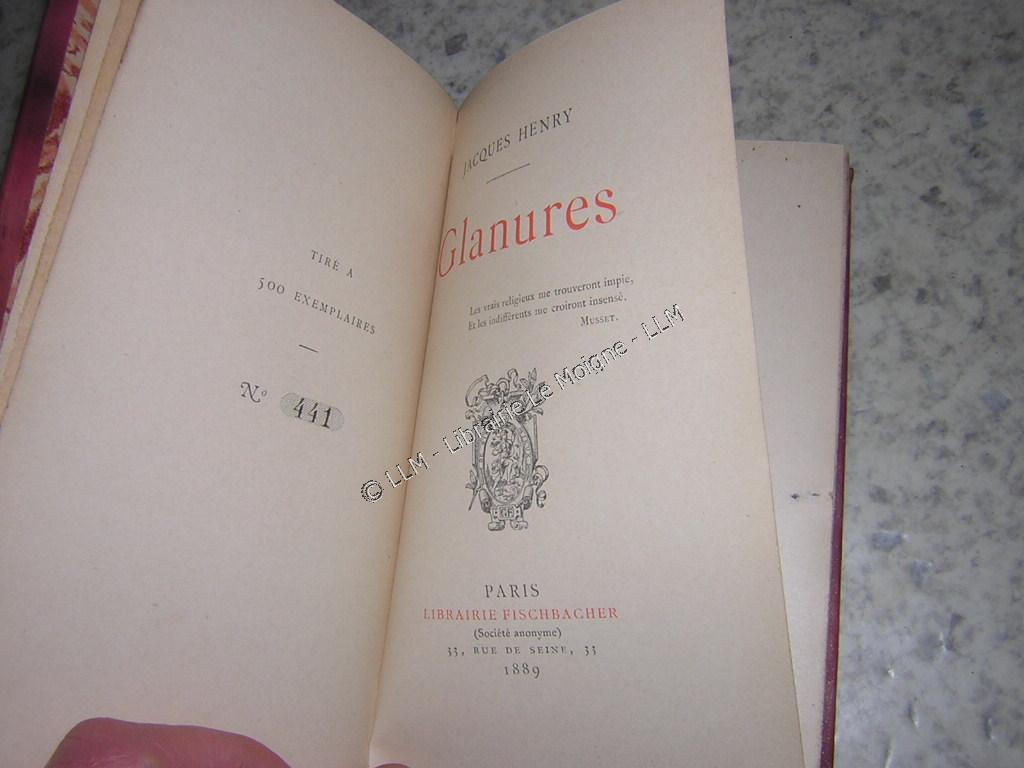 TIRÉ A
500 EXEMPLAIRES
Nº 441
JACQUES HENRY
Glanures
Les vrais religieux me trouveront impie,
Et les indifférents me croiront insensé.
MUSSET.
© LLM - Librairie Le Moigne - LLM
PARIS
LIBRAIRIE FISCHBACHER
(Société anonyme)
33, RUE DE SEINE, 33
1889